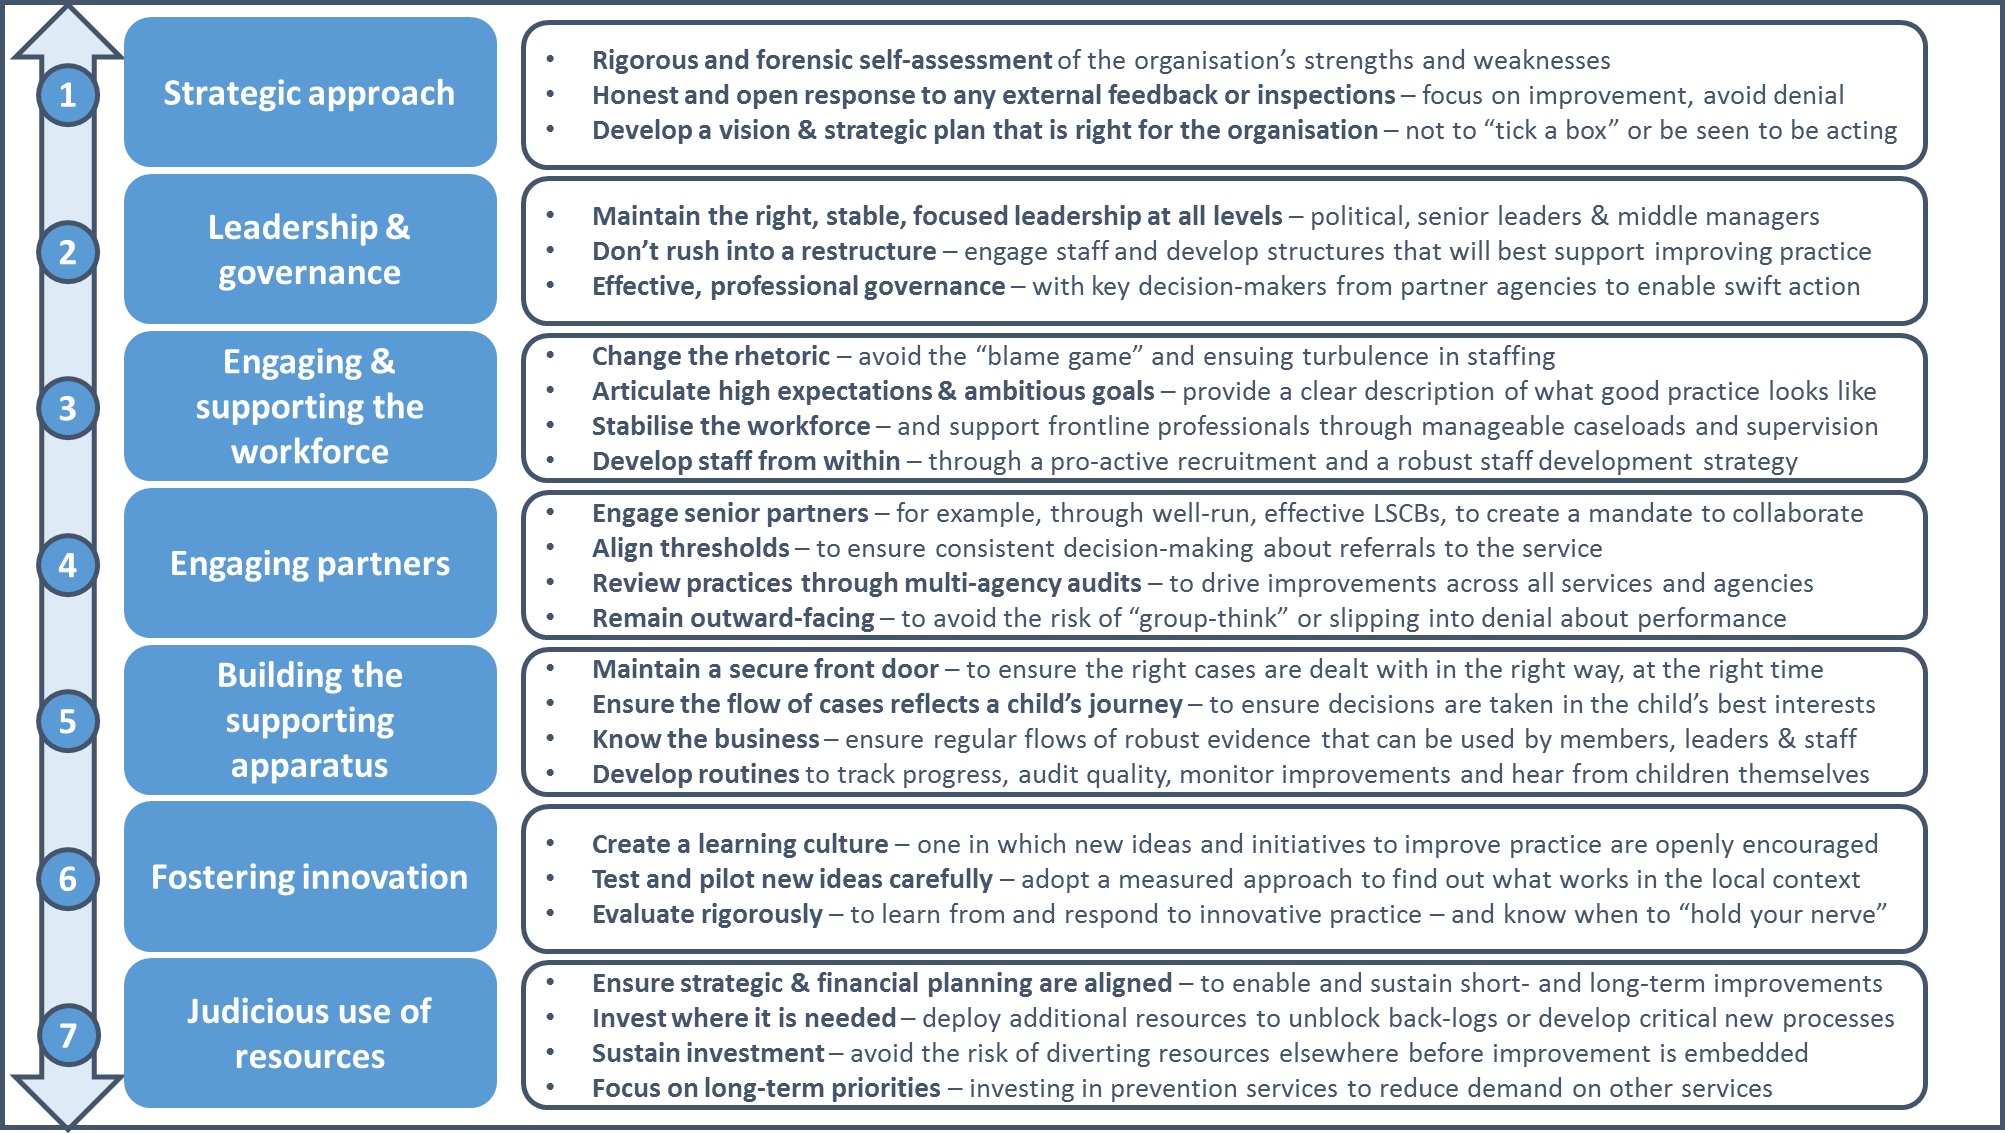 1
Strategic approach
• Rigorous and forensic self-assessment of the organisation’s strengths and weaknesses
• Honest and open response to any external feedback or inspections – focus on improvement, avoid denial
• Develop a vision & strategic plan that is right for the organisation – not to “tick a box” or be seen to be acting
2
Leadership &
governance
• Maintain the right, stable, focused leadership at all levels – political, senior leaders & middle managers
• Don’t rush into a restructure – engage staff and develop structures that will best support improving practice
• Effective, professional governance – with key decision-makers from partner agencies to enable swift action
3
Engaging &
supporting the
workforce
• Change the rhetoric – avoid the “blame game” and ensuing turbulence in staffing
• Articulate high expectations & ambitious goals – provide a clear description of what good practice looks like
• Stabilise the workforce – and support frontline professionals through manageable caseloads and supervision
• Develop staff from within – through a pro-active recruitment and a robust staff development strategy
4
Engaging partners
• Engage senior partners – for example, through well-run, effective LSCBs, to create a mandate to collaborate
• Align thresholds – to ensure consistent decision-making about referrals to the service
• Review practices through multi-agency audits – to drive improvements across all services and agencies
• Remain outward-facing – to avoid the risk of “group-think” or slipping into denial about performance
5
Building the
supporting
apparatus
• Maintain a secure front door – to ensure the right cases are dealt with in the right way, at the right time
• Ensure the flow of cases reflects a child’s journey – to ensure decisions are taken in the child’s best interests
• Know the business – ensure regular flows of robust evidence that can be used by members, leaders & staff
• Develop routines to track progress, audit quality, monitor improvements and hear from children themselves
6
Fostering innovation
• Create a learning culture – one in which new ideas and initiatives to improve practice are openly encouraged
• Test and pilot new ideas carefully – adopt a measured approach to find out what works in the local context
• Evaluate rigorously – to learn from and respond to innovative practice – and know when to “hold your nerve”
7
Judicious use of
resources
• Ensure strategic & financial planning are aligned – to enable and sustain short- and long-term improvements
• Invest where it is needed – deploy additional resources to unblock back-logs or develop critical new processes
• Sustain investment – avoid the risk of diverting resources elsewhere before improvement is embedded
• Focus on long-term priorities – investing in prevention services to reduce demand on other services